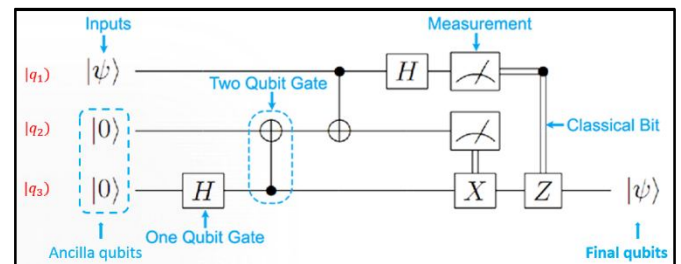 Inputs
Measurement
|q₁⟩ |ψ⟩ H
Two Qubit Gate
|q₂⟩ |0⟩
Classical Bit
|q₃⟩ |0⟩ H X Z |ψ⟩
One Qubit Gate
Ancilla qubits
Final qubits